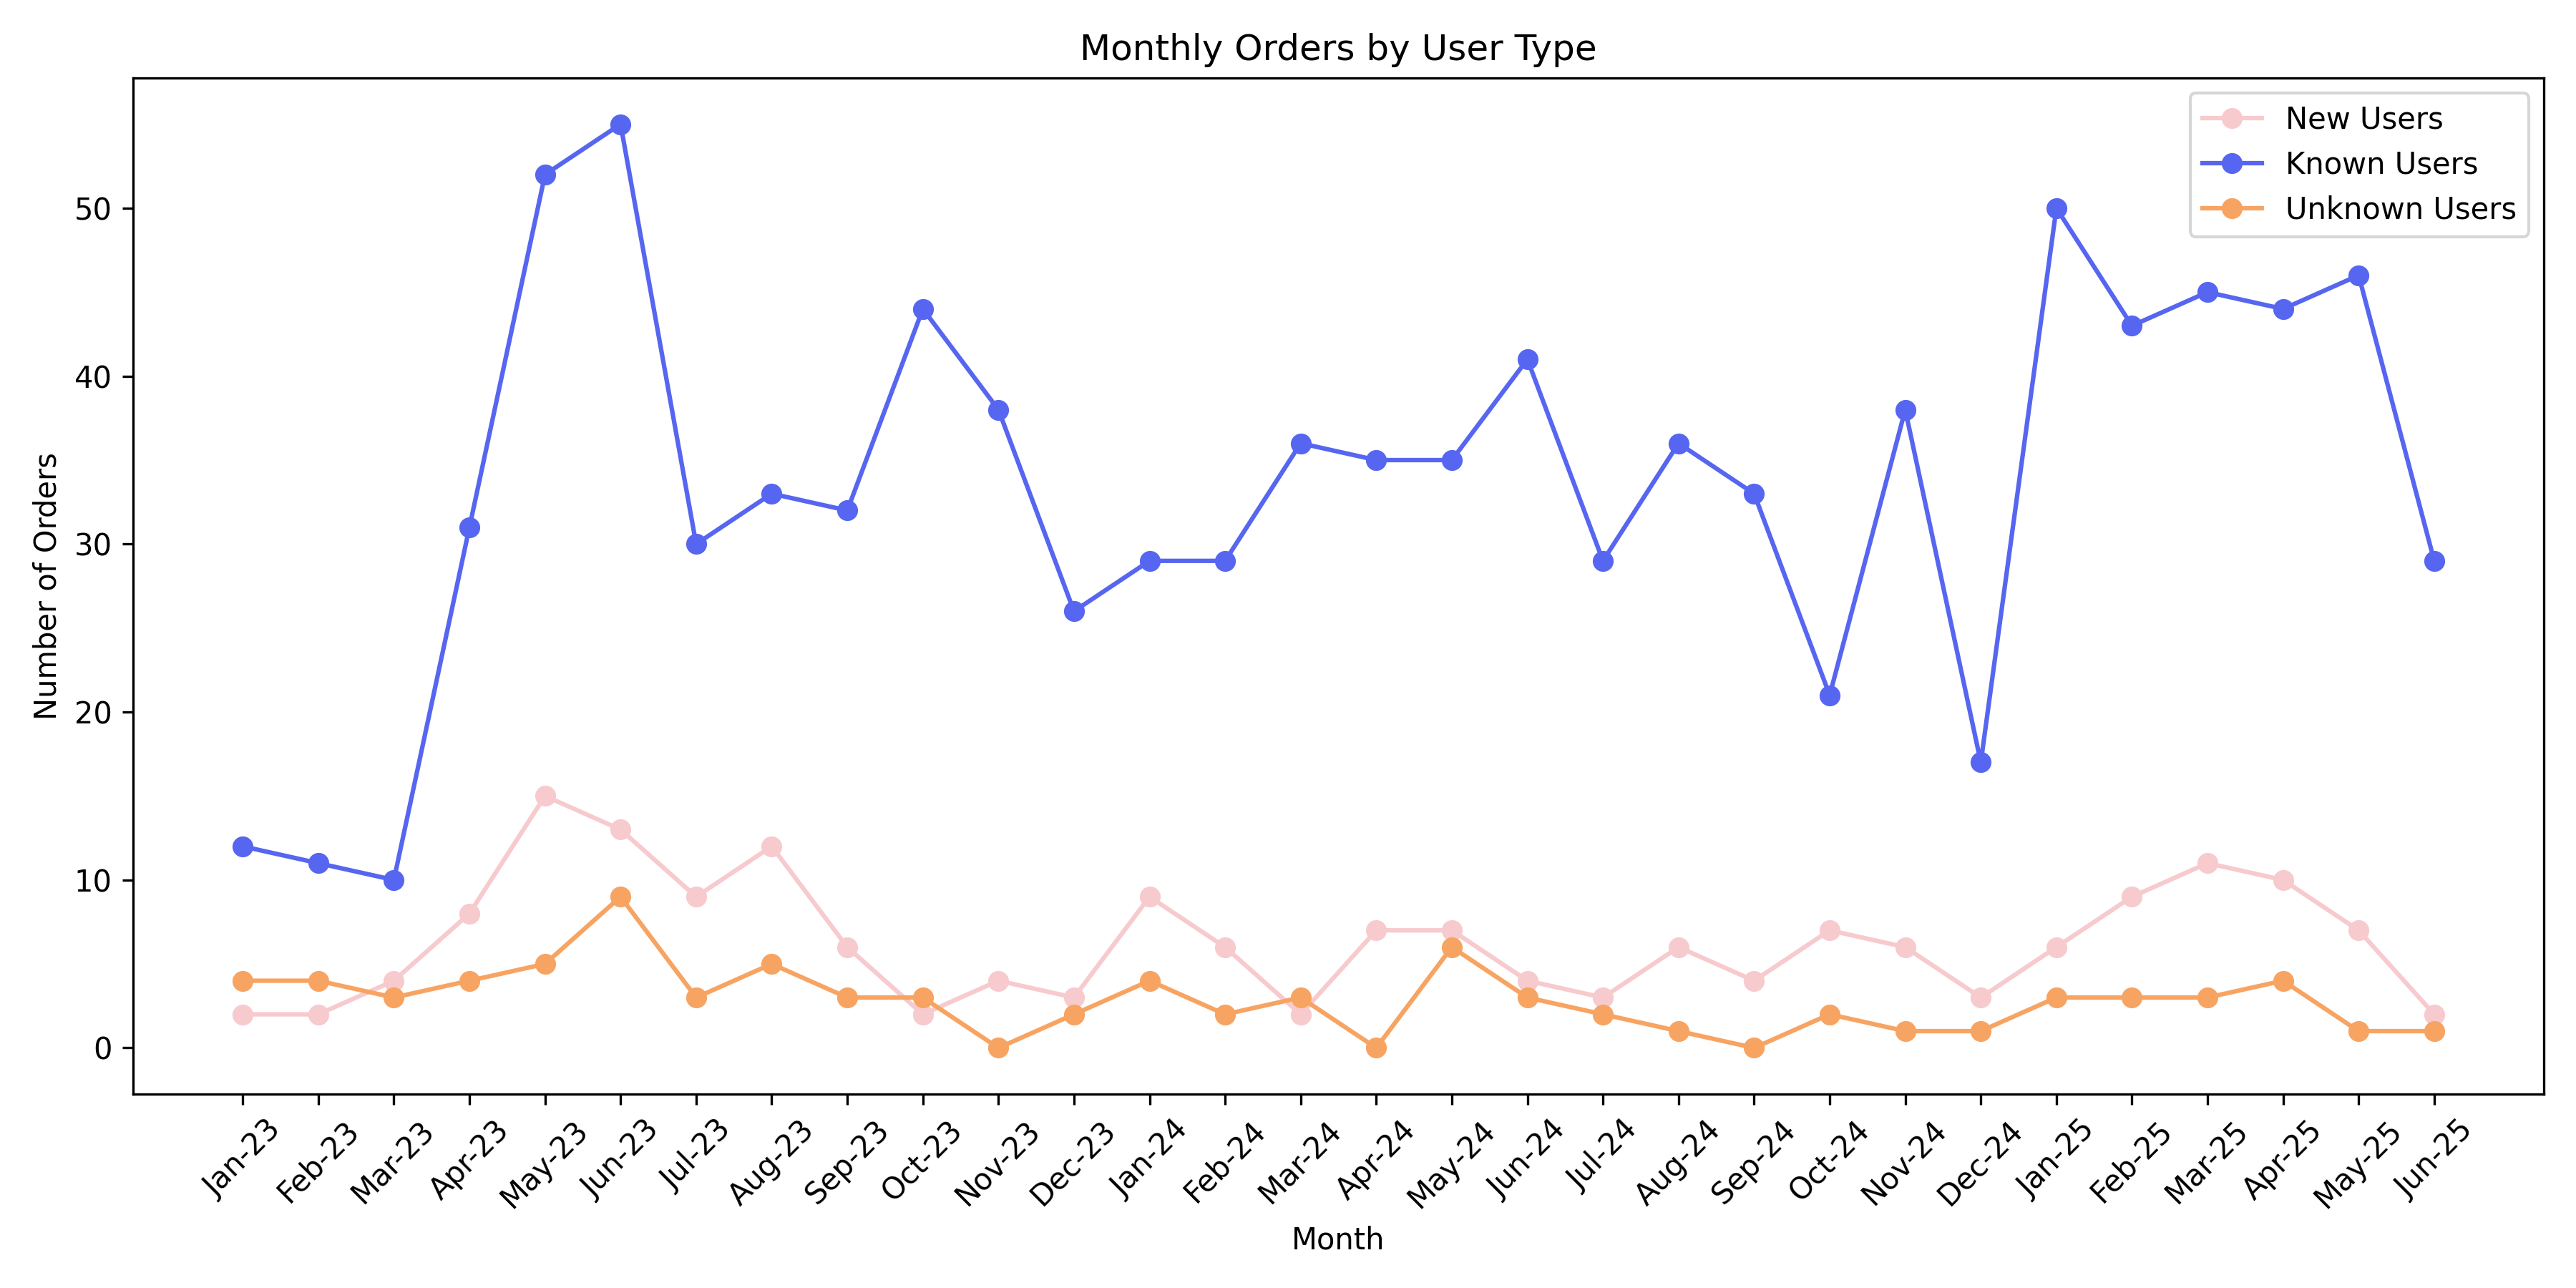 Monthly Orders by User Type
New Users
Known Users
Unknown Users
Number of Orders
50
40
30
20
10
0
Jan-23
Feb-23
Mar-23
Apr-23
May-23
Jun-23
Jul-23
Aug-23
Sep-23
Oct-23
Nov-23
Dec-23
Jan-24
Feb-24
Mar-24
Apr-24
May-24
Jun-24
Jul-24
Aug-24
Sep-24
Oct-24
Nov-24
Dec-24
Jan-25
Feb-25
Mar-25
Apr-25
May-25
Jun-25
Month